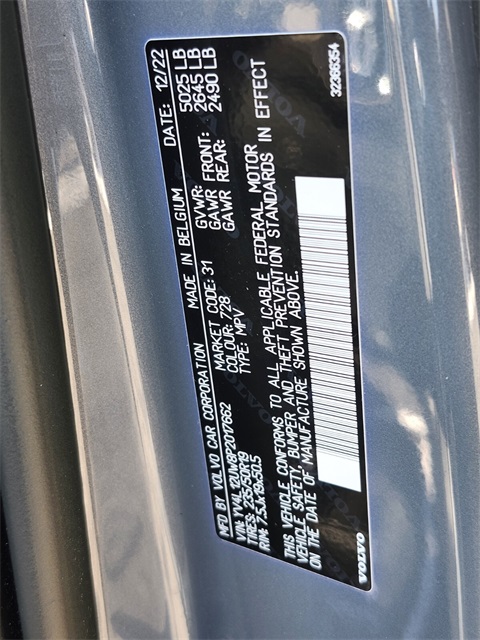 MFD BY VOLVO CAR CORPORATION MADE IN BELGIUM DATE: 12/22
VIN: YV4L12UW8P2017662 MARKET CODE: 31 GVWR: 5025 LB
TIRES: 235/50R19 COLOUR: 728 GAWR FRONT: 2645 LB
RIM: 7.5Jx19x50.5 TYPE: MPV GAWR REAR: 2490 LB
THIS VEHICLE CONFORMS TO ALL APPLICABLE FEDERAL MOTOR
VEHICLE SAFETY, BUMPER AND THEFT PREVENTION STANDARDS IN EFFECT
ON THE DATE OF MANUFACTURE SHOWN ABOVE.
VOLVO 32366354